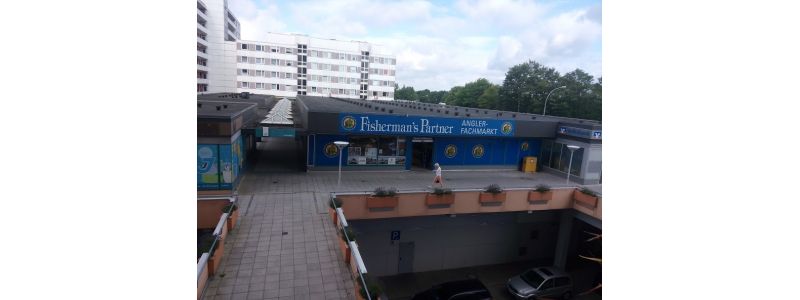 Fisherman's Partner
ANGLER-
FACHMARKT
P